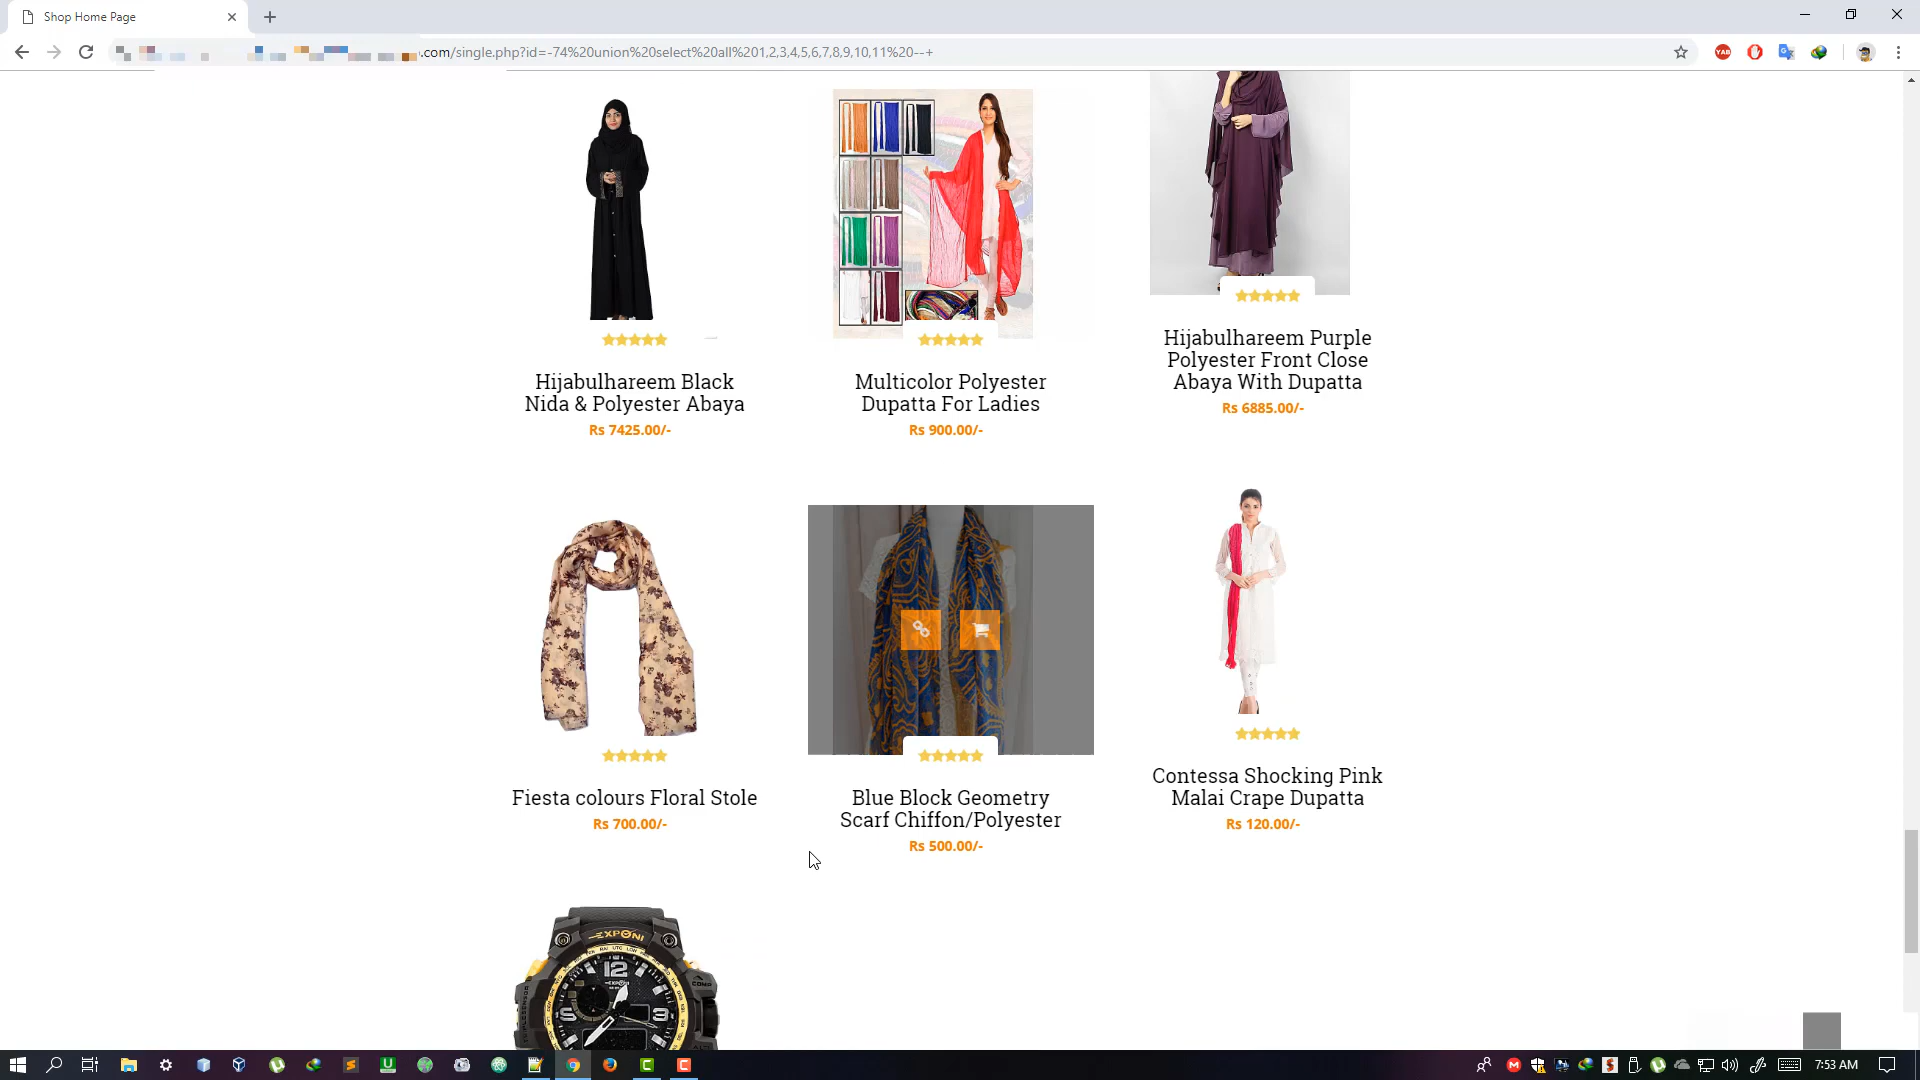 Shop Home Page
.com/single.php?id=-74%20union%20select%20all%201,2,3,4,5,6,7,8,9,10,11%20--+
Hijabulhareem Black
Nida & Polyester Abaya
Rs 7425.00/-
Multicolor Polyester
Dupatta For Ladies
Rs 900.00/-
Hijabulhareem Purple
Polyester Front Close
Abaya With Dupatta
Rs 6885.00/-
Fiesta colours Floral Stole
Rs 700.00/-
Blue Block Geometry
Scarf Chiffon/Polyester
Rs 500.00/-
Contessa Shocking Pink
Malai Crape Dupatta
Rs 120.00/-
EXPONI
12
7:53 AM